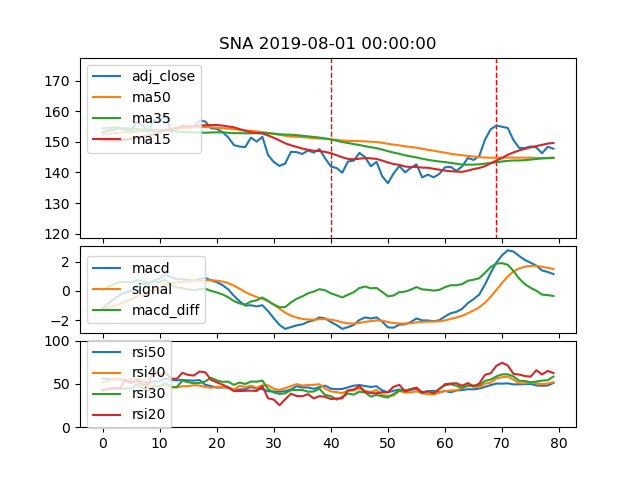 SNA 2019-08-01 00:00:00
170
160
150
140
130
120
adj_close
ma50
ma35
ma15
2
0
−2
macd
signal
macd_diff
100
50
0
rsi50
rsi40
rsi30
rsi20
0 10 20 30 40 50 60 70 80